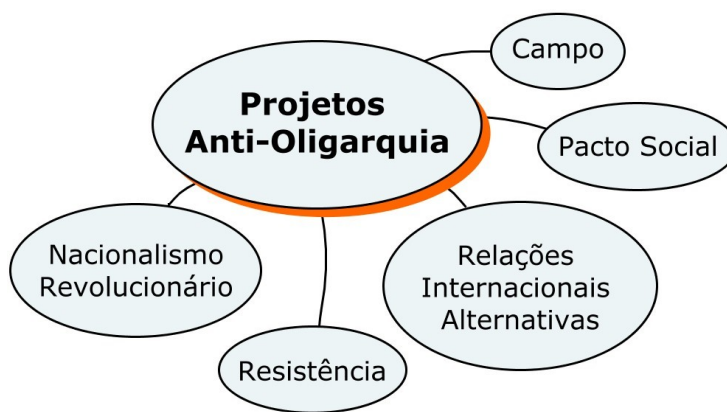 Projetos
Anti-Oligarquia
Campo
Pacto Social
Relações
Internacionais
Alternativas
Resistência
Nacionalismo
Revolucionário